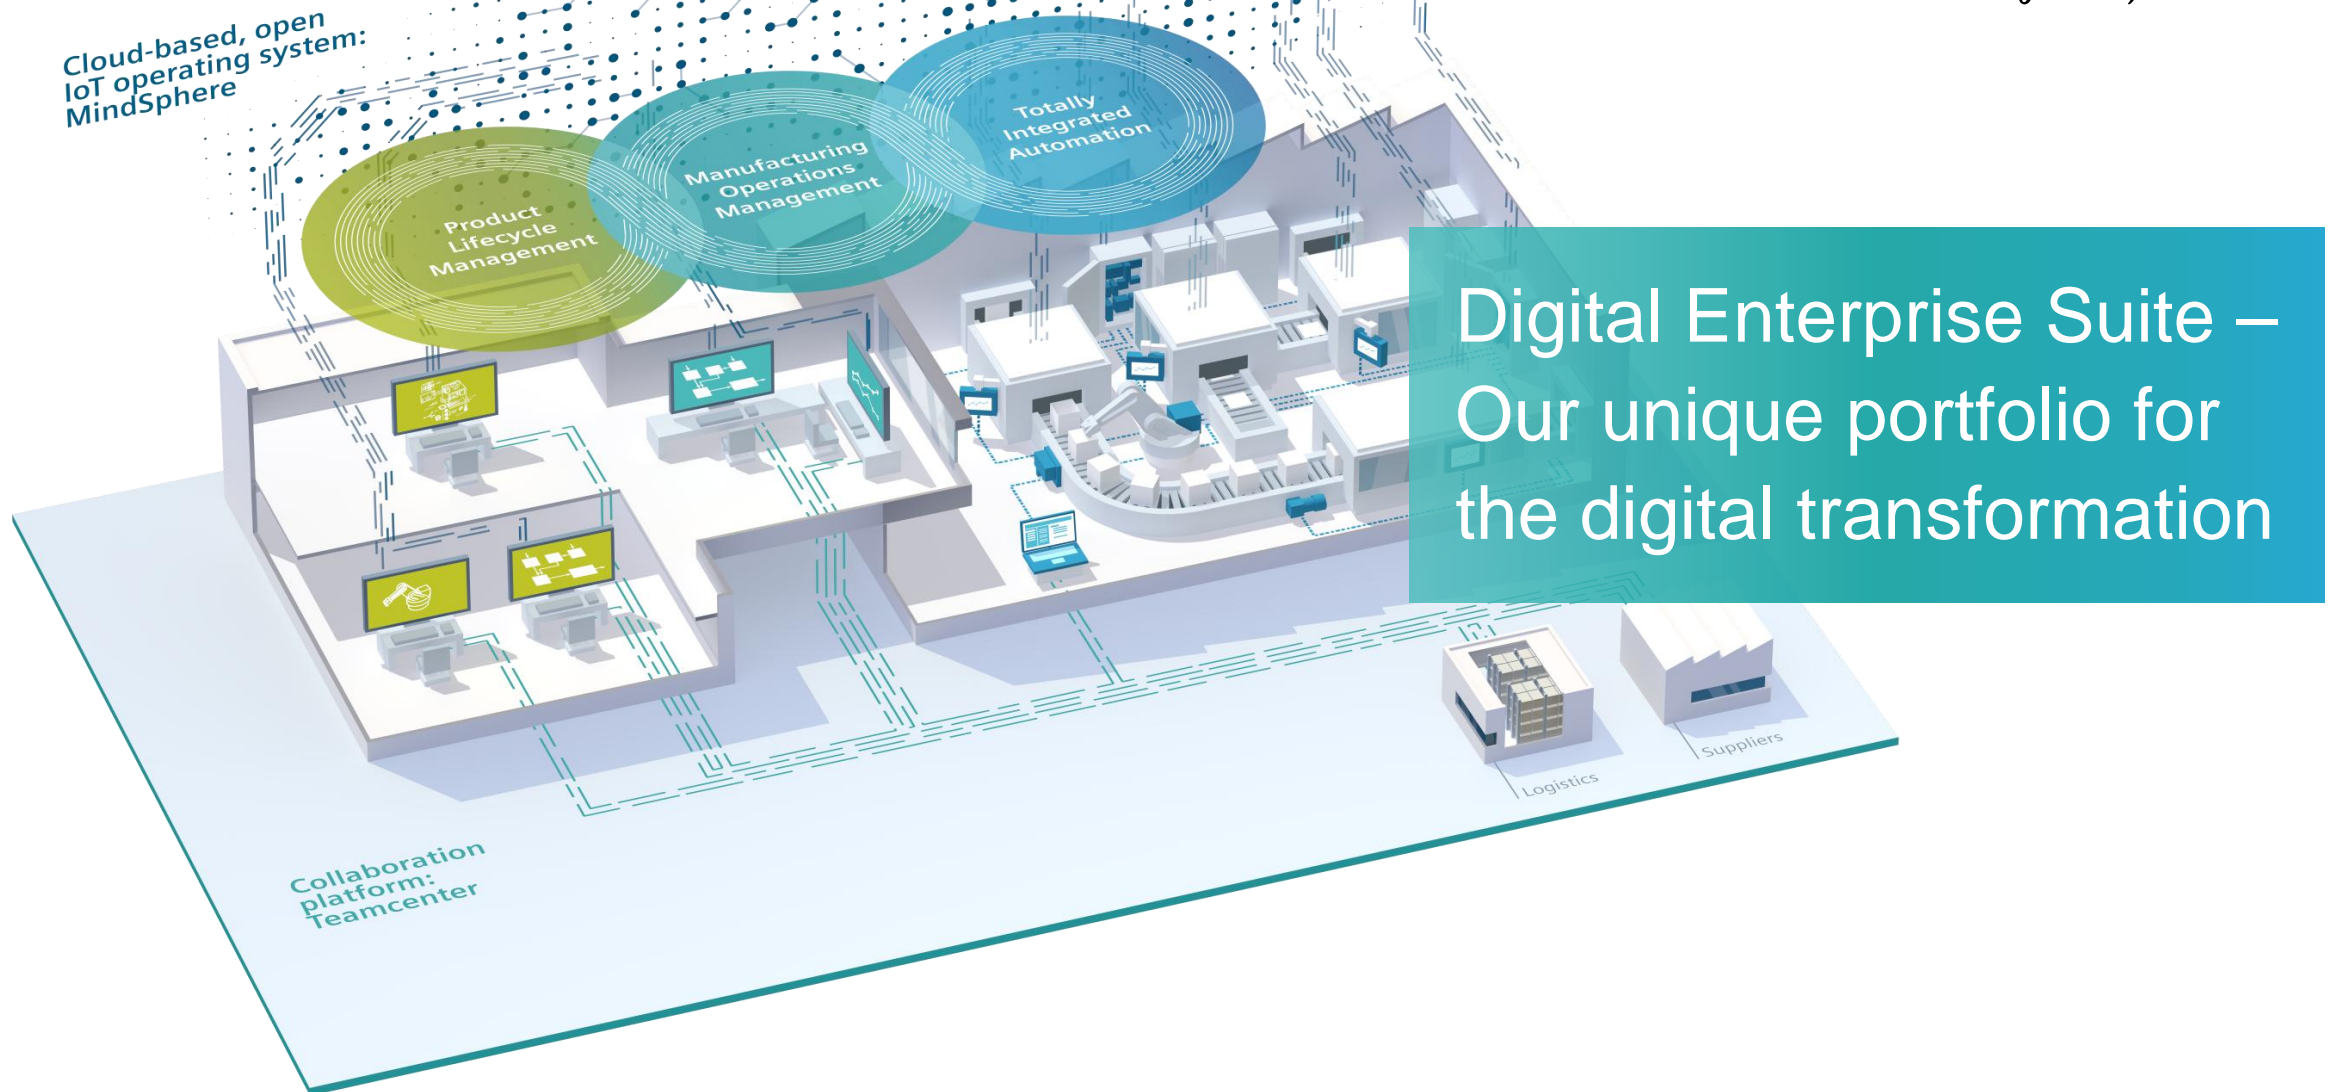 Cloud-based, open
IoT operating system:
MindSphere
Totally
Integrated
Automation
Manufacturing
Operations
Management
Product
Lifecycle
Management
Digital Enterprise Suite –
Our unique portfolio for
the digital transformation
Suppliers
Logistics
Collaboration
platform:
Teamcenter